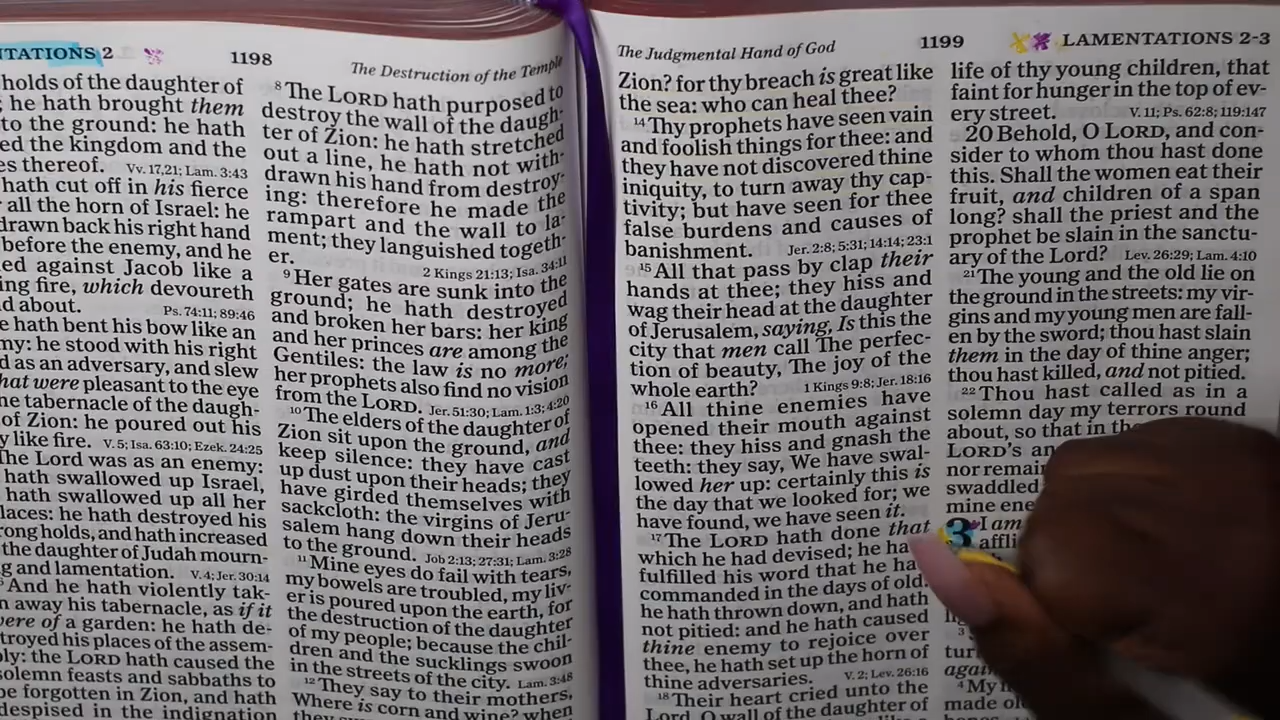 TATIONS 2
1198
The Destruction of the Temple
holds of the daughter of
; he hath brought them
to the ground: he hath
ed the kingdom and the
es thereof. Vv. 17,21; Lam. 3:43
hath cut off in his fierce
all the horn of Israel: he
drawn back his right hand
before the enemy, and he
ed against Jacob like a
ing fire, which devoureth
d about. Ps. 74:11; 89:46
e hath bent his bow like an
my: he stood with his right
d as an adversary, and slew
hat were pleasant to the eye
he tabernacle of the daugh-
of Zion: he poured out his
y like fire. V. 5; Isa. 63:10; Ezek. 24:25
The Lord was as an enemy:
hath swallowed up Israel,
hath swallowed up all her
laces: he hath destroyed his
rong holds, and hath increased
the daughter of Judah mourn-
g and lamentation. V. 4; Jer. 30:14
And he hath violently tak-
n away his tabernacle, as if it
were of a garden: he hath de-
troyed his places of the assem-
bly: the LORD hath caused the
solemn feasts and sabbaths to
be forgotten in Zion, and hath
despised in the indignation
8 The LORD hath purposed to
destroy the wall of the daugh-
ter of Zion: he hath stretched
out a line, he hath not with-
drawn his hand from destroy-
ing: therefore he made the
rampart and the wall to la-
ment; they languished togeth-
er. 2 Kings 21:13; Isa. 34:11
9 Her gates are sunk into the
ground; he hath destroyed
and broken her bars: her king
and her princes are among the
Gentiles: the law is no more;
her prophets also find no vision
from the LORD. Jer. 51:30; Lam. 1:3; 4:20
10 The elders of the daughter of
Zion sit upon the ground, and
keep silence: they have cast
up dust upon their heads; they
have girded themselves with
sackcloth: the virgins of Jeru-
salem hang down their heads
to the ground. Job 2:13; 27:31; Lam. 3:28
11 Mine eyes do fail with tears,
my bowels are troubled, my liv-
er is poured upon the earth, for
the destruction of the daughter
of my people; because the chil-
dren and the sucklings swoon
in the streets of the city. Lam. 3:48
12 They say to their mothers,
Where is corn and wine? when
The Judgmental Hand of God
1199
LAMENTATIONS 2-3
Zion? for thy breach is great like
the sea: who can heal thee?
14 Thy prophets have seen vain
and foolish things for thee: and
they have not discovered thine
iniquity, to turn away thy cap-
tivity; but have seen for thee
false burdens and causes of
banishment. Jer. 2:8; 5:31; 14:14; 23:1
15 All that pass by clap their
hands at thee; they hiss and
wag their head at the daughter
of Jerusalem, saying, Is this the
city that men call The perfec-
tion of beauty, The joy of the
whole earth? 1 Kings 9:8; Jer. 18:16
16 All thine enemies have
opened their mouth against
thee: they hiss and gnash the
teeth: they say, We have swal-
lowed her up: certainly this is
the day that we looked for; we
have found, we have seen it.
17 The LORD hath done that
which he had devised; he ha
fulfilled his word that he ha
commanded in the days of old:
he hath thrown down, and hath
not pitied: and he hath caused
thine enemy to rejoice over
thee, he hath set up the horn of
thine adversaries. V. 2; Lev. 26:16
18 Their heart cried unto the
Lord, O wall of the daughter of
life of thy young children, that
faint for hunger in the top of ev-
ery street. V. 11; Ps. 62:8; 119:147
20 Behold, O LORD, and con-
sider to whom thou hast done
this. Shall the women eat their
fruit, and children of a span
long? shall the priest and the
prophet be slain in the sanctu-
ary of the Lord? Lev. 26:29; Lam. 4:10
21 The young and the old lie on
the ground in the streets: my vir-
gins and my young men are fall-
en by the sword; thou hast slain
them in the day of thine anger;
thou hast killed, and not pitied.
22 Thou hast called as in a
solemn day my terrors round
about, so that in the
LORD's an
nor remai
swaddled
mine ene
3 I am
affli
3
tur
again
4 My
made ol